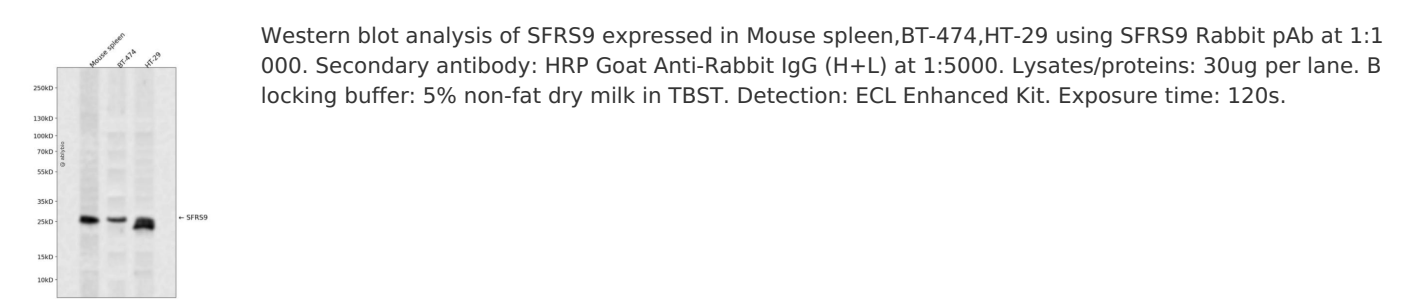 Mouse spleen
BT-474
HT-29
250kD
130kD
100kD
70kD
55kD
35kD
25kD
15kD
10kD
@ abbybio
← SFRS9
Western blot analysis of SFRS9 expressed in Mouse spleen,BT-474,HT-29 using SFRS9 Rabbit pAb at 1:1
000. Secondary antibody: HRP Goat Anti-Rabbit IgG (H+L) at 1:5000. Lysates/proteins: 30ug per lane. B
locking buffer: 5% non-fat dry milk in TBST. Detection: ECL Enhanced Kit. Exposure time: 120s.